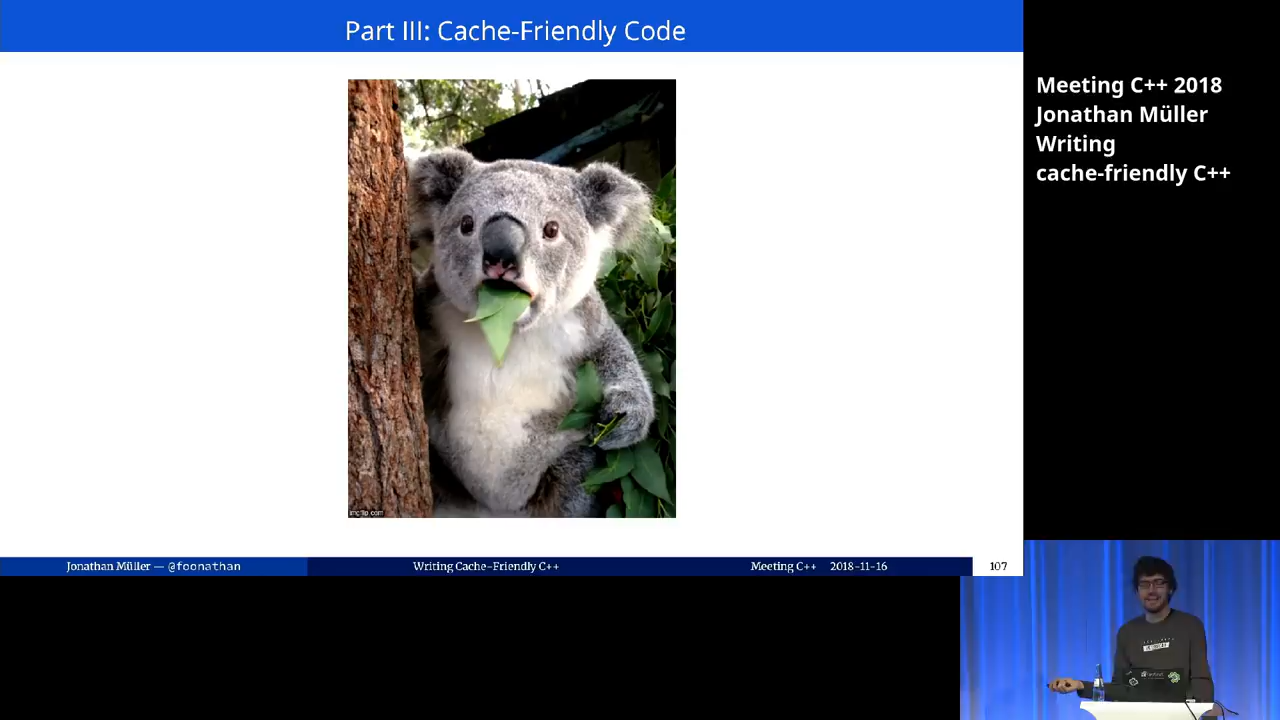 Part III: Cache-Friendly Code
Meeting C++ 2018
Jonathan Müller
Writing
cache-friendly C++
imgflip.com
Jonathan Müller — @foonathan
Writing Cache-Friendly C++
Meeting C++ 2018-11-16
107